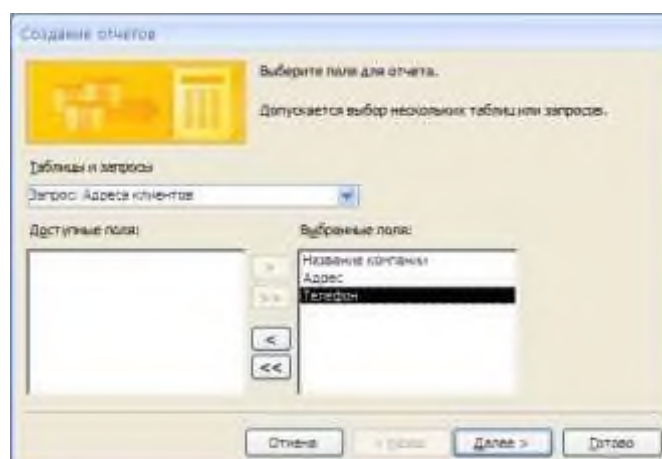 Создание отчетов
Выберите поля для отчета.
Допускается выбор нескольких таблиц или запросов.
Таблицы и запросы
Запрос: Адреса клиентов
Доступные поля:
Выбранные поля:
Название компании
Адрес
Телефон
>
>>
<
<<
Отмена
< Назад
Далее >
Готово